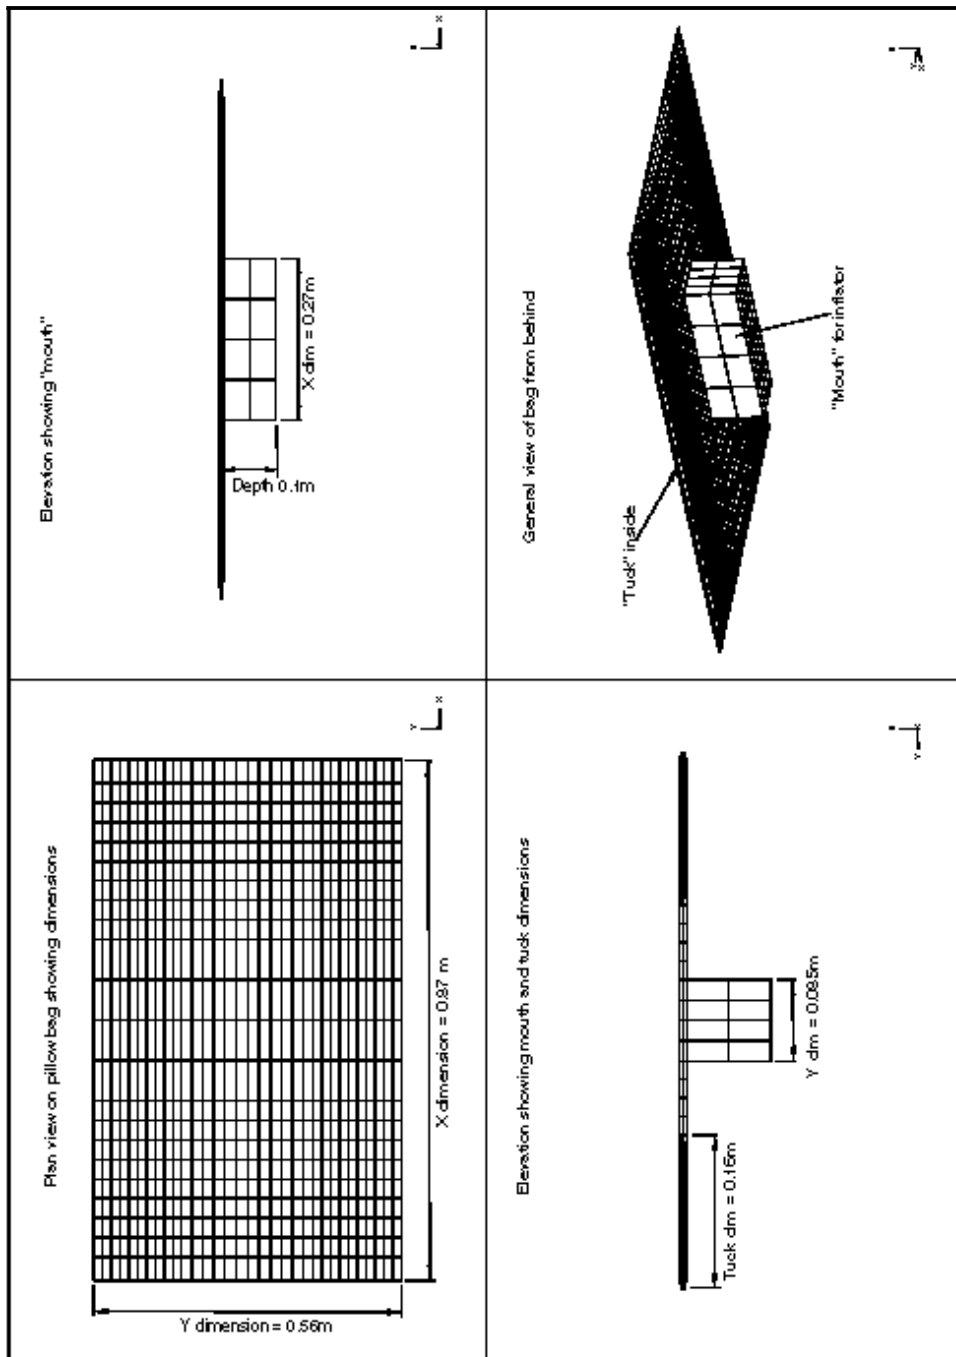 Plan view on pillow bag showing dimensions
Y
X
X dimension = 0.87 m
Y dimension = 0.56m
Elevation showing "mouth"
X
X dim = 0.27m
Depth 0.1m
Elevation showing mouth and tuck dimensions
Y
Y dim = 0.085m
Tuck dim = 0.16m
General view of bag from behind
Y
X
"Tuck" inside
"Mouth" for inflator